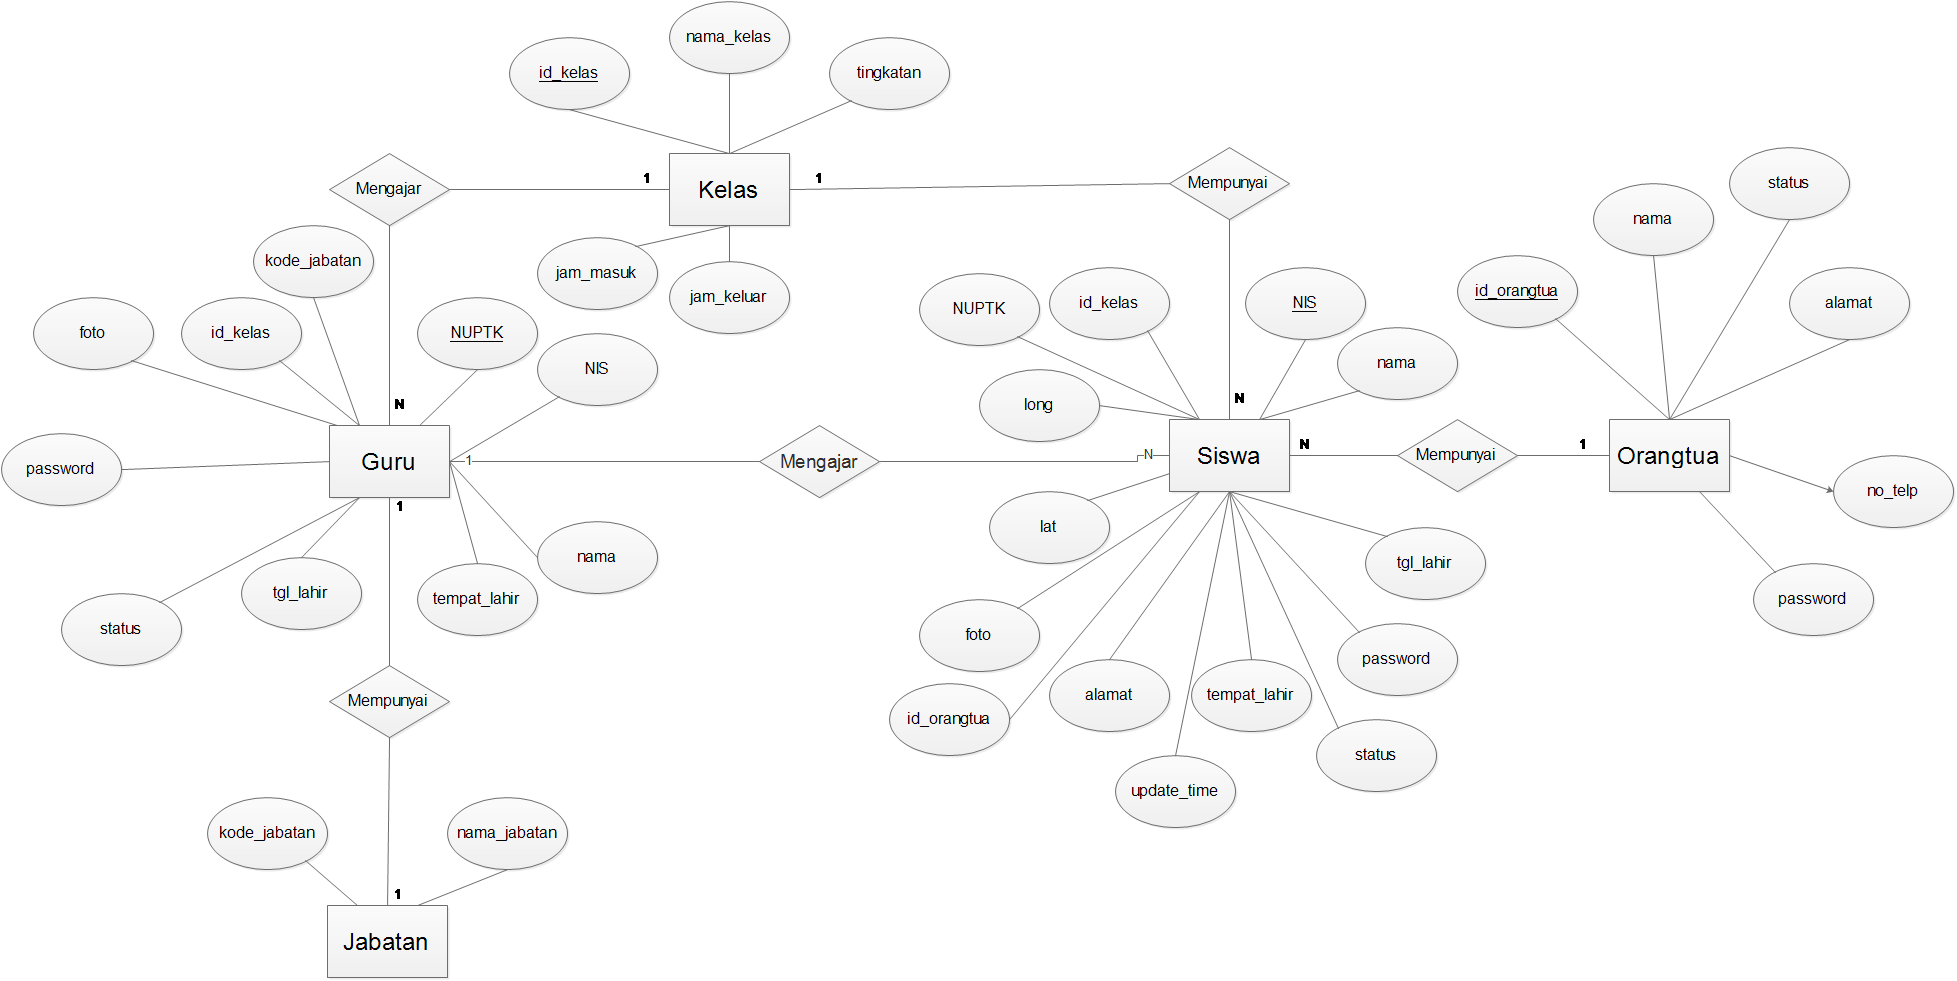 nama_kelas
id_kelas
tingkatan
Mengajar
1
Kelas
1
Mempunyai
status
nama
kode_jabatan
jam_masuk
jam_keluar
id_orangtua
alamat
foto
id_kelas
NUPTK
NIS
NUPTK
id_kelas
NIS
nama
long
N
N
Guru
1
Mengajar
N
Siswa
N
Mempunyai
1
Orangtua
password
no_telp
1
lat
nama
tgl_lahir
status
tgl_lahir
tempat_lahir
foto
password
password
Mempunyai
id_orangtua
alamat
tempat_lahir
status
update_time
kode_jabatan
nama_jabatan
1
Jabatan